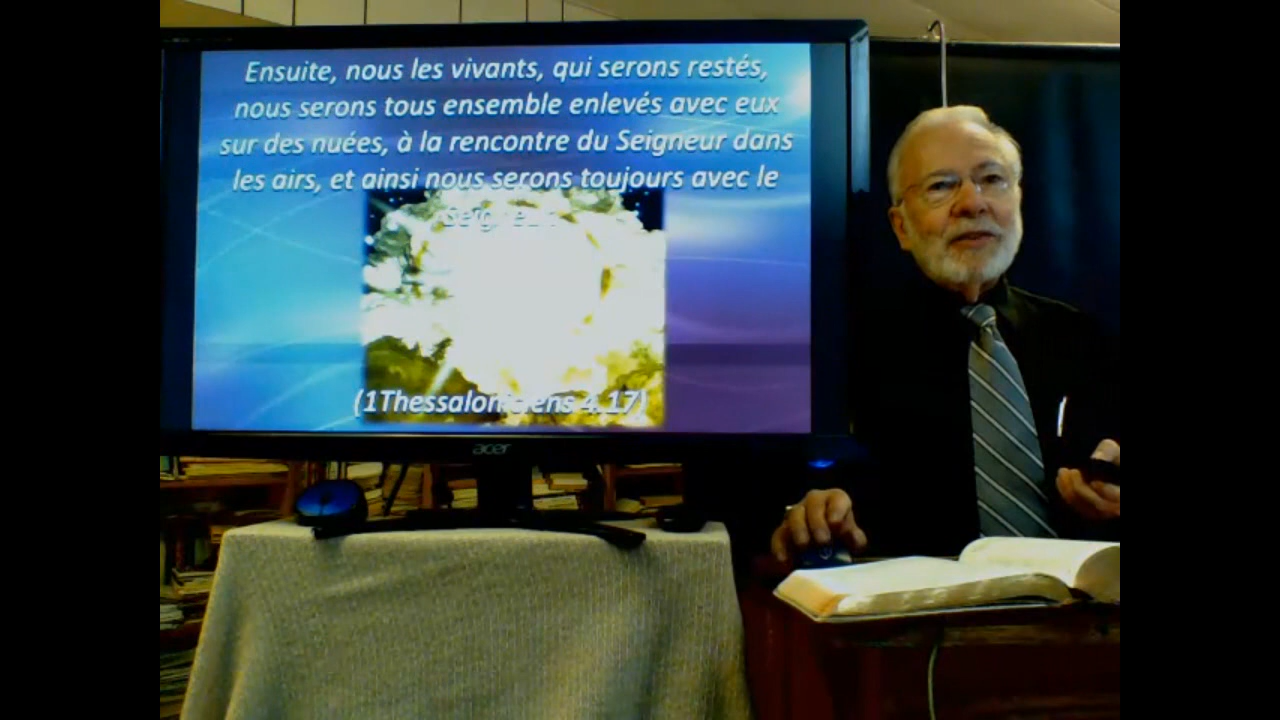 Ensuite, nous les vivants, qui serons restés,
nous serons tous ensemble enlevés avec eux
sur des nuées, à la rencontre du Seigneur dans
les airs, et ainsi nous serons toujours avec le
(1Thessaloniciens 4.17)
acer